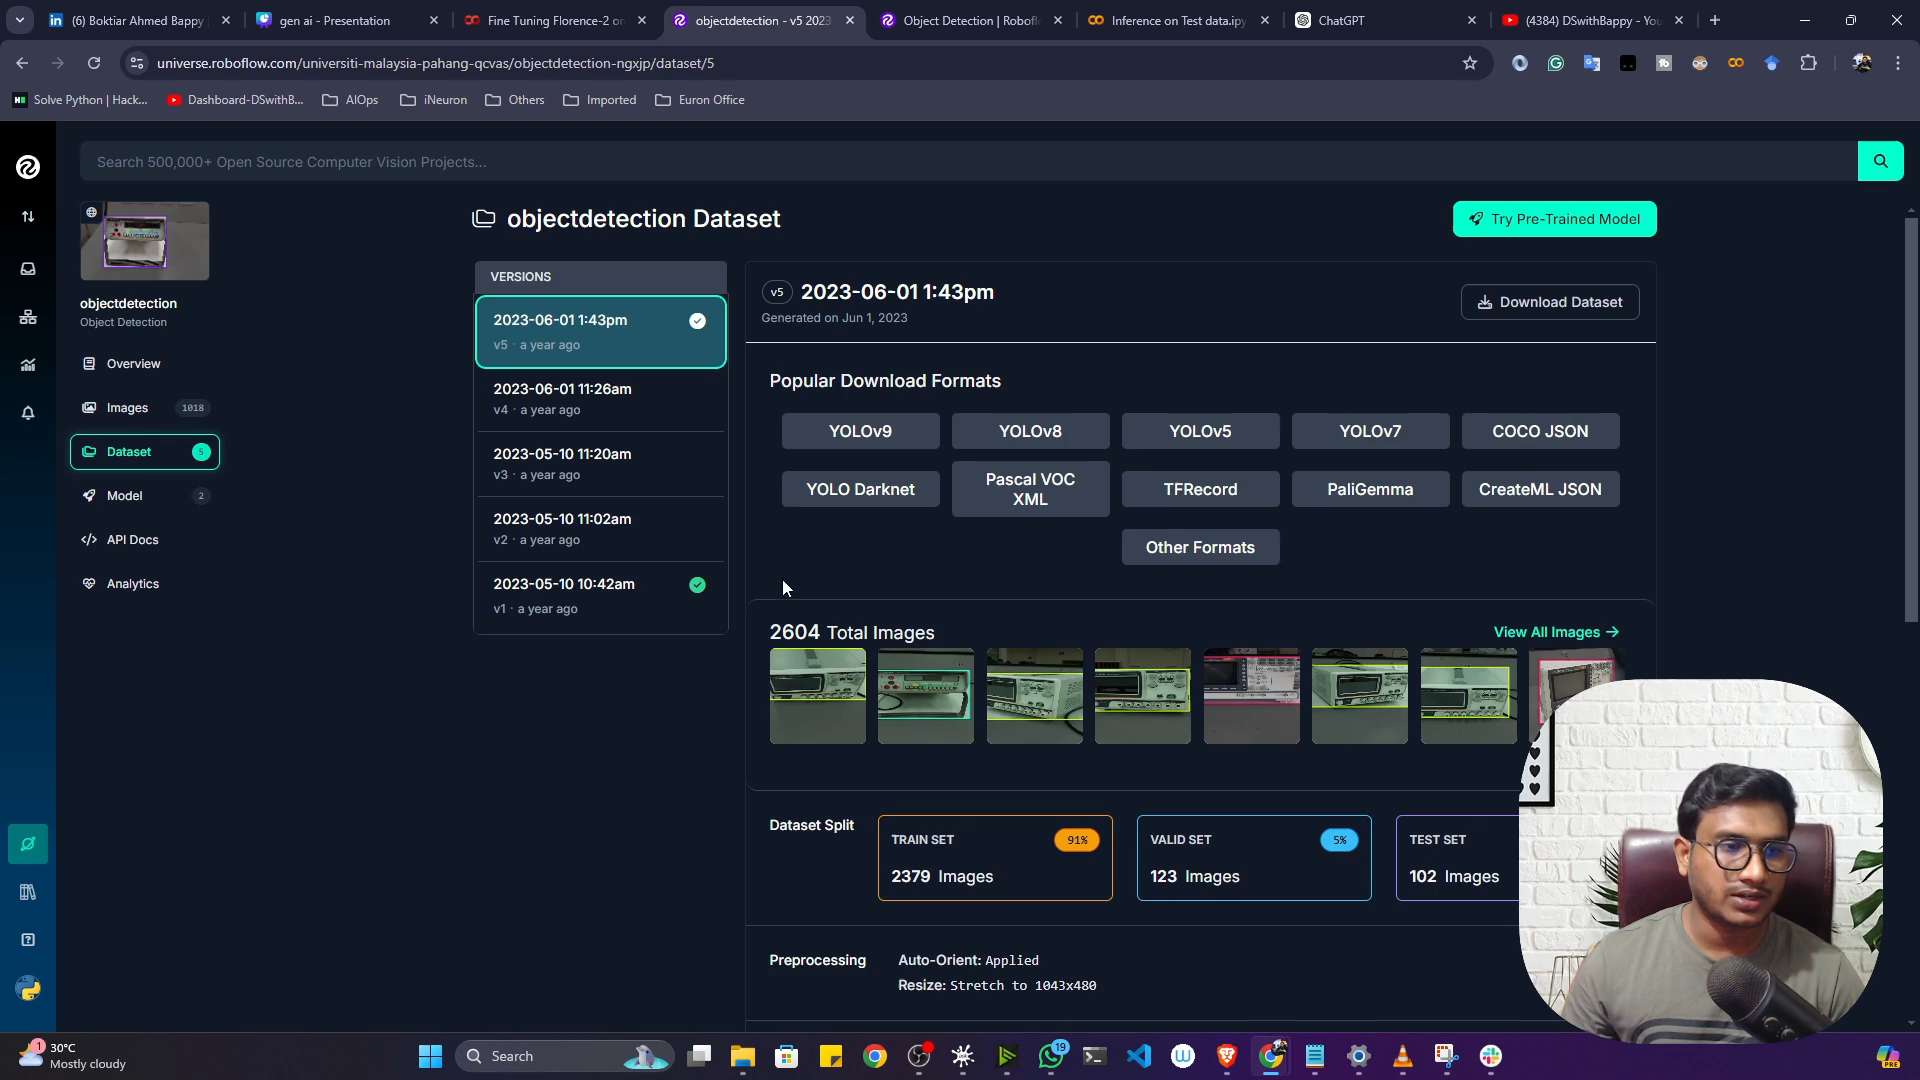 (6) Boktiar Ahmed Bappy
gen ai - Presentation
Fine Tuning Florence-2 on
objectdetection - v5 2023
Object Detection | Robofl
Inference on Test data.ipy
ChatGPT
(4384) DSwithBappy - You
universe.roboflow.com/universiti-malaysia-pahang-qcvas/objectdetection-ngxjp/dataset/5
Solve Python | Hack...
Dashboard-DSwithB...
AIOps
iNeuron
Others
Imported
Euron Office
Search 500,000+ Open Source Computer Vision Projects...
objectdetection
Object Detection
Overview
Images 1018
Dataset 5
Model 2
API Docs
Analytics
objectdetection Dataset
Try Pre-Trained Model
VERSIONS
2023-06-01 1:43pm
v5 · a year ago
2023-06-01 11:26am
v4 · a year ago
2023-05-10 11:20am
v3 · a year ago
2023-05-10 11:02am
v2 · a year ago
2023-05-10 10:42am
v1 · a year ago
v5 2023-06-01 1:43pm
Generated on Jun 1, 2023
Download Dataset
Popular Download Formats
YOLOv9
YOLOv8
YOLOv5
YOLOv7
COCO JSON
YOLO Darknet
Pascal VOC
XML
TFRecord
PaliGemma
CreateML JSON
Other Formats
2604 Total Images
View All Images →
Dataset Split
TRAIN SET 91%
2379 Images
VALID SET 5%
123 Images
TEST SET
102 Images
Preprocessing
Auto-Orient: Applied
Resize: Stretch to 1043x480
1
30°C
Mostly cloudy
Search
19
PRE